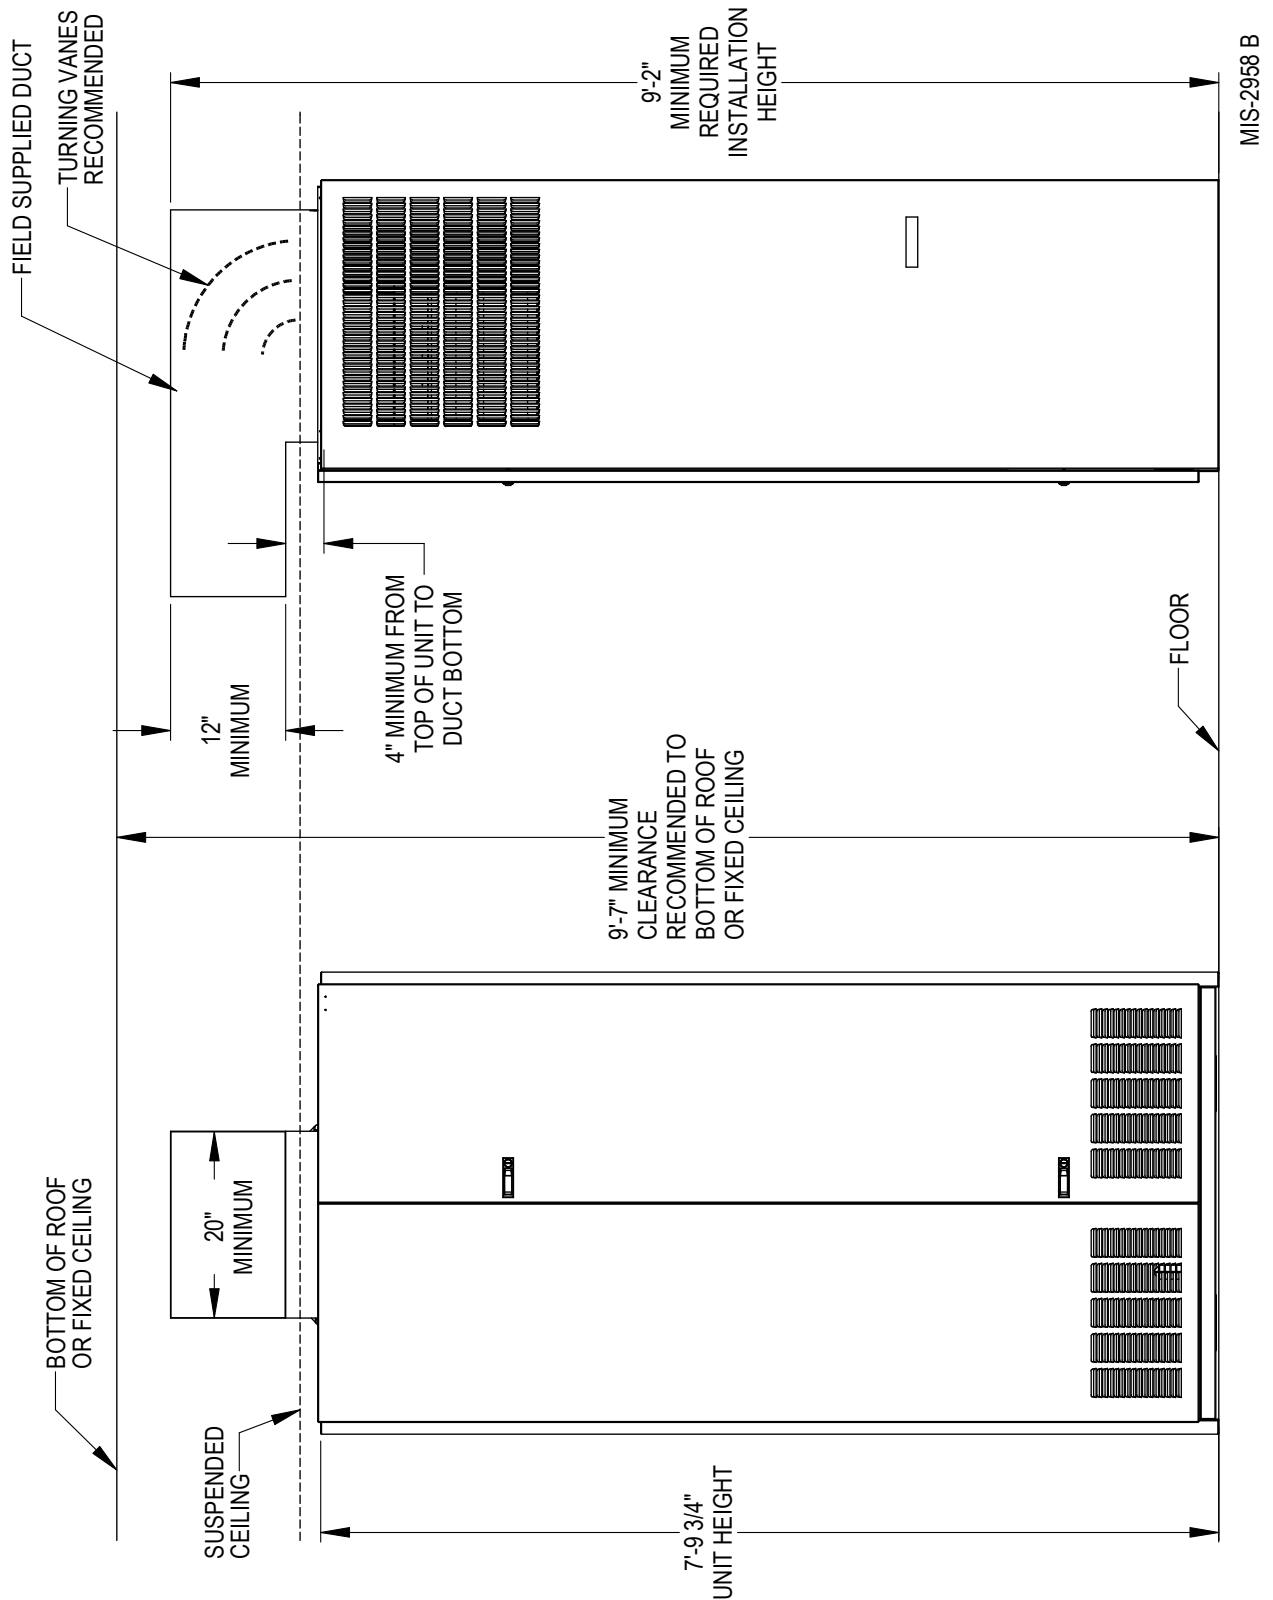 BOTTOM OF ROOF
OR FIXED CEILING
SUSPENDED
CEILING
20"
MINIMUM
7'-9 3/4"
UNIT HEIGHT
9'-7" MINIMUM
CLEARANCE
RECOMMENDED TO
BOTTOM OF ROOF
OR FIXED CEILING
12"
MINIMUM
4" MINIMUM FROM
TOP OF UNIT TO
DUCT BOTTOM
FLOOR
FIELD SUPPLIED DUCT
TURNING VANES
RECOMMENDED
9'-2"
MINIMUM
REQUIRED
INSTALLATION
HEIGHT
MIS-2958 B